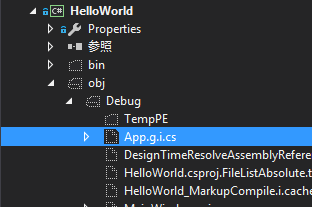 C# HelloWorld
Properties
参照
bin
obj
Debug
TempPE
App.g.i.cs
DesignTimeResolveAssemblyRefere
HelloWorld.csproj.FileListAbsolute.t
HelloWorld_MarkupCompile.i.cache